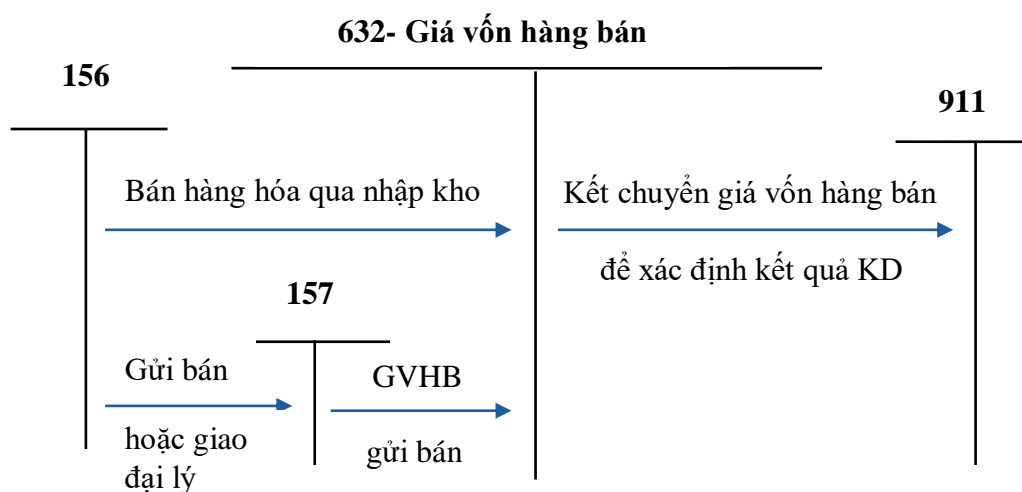 632- Giá vốn hàng bán
156
911
Bán hàng hóa qua nhập kho
Kết chuyển giá vốn hàng bán
để xác định kết quả KD
157
Gửi bán
hoặc giao
đại lý
GVHB
gửi bán